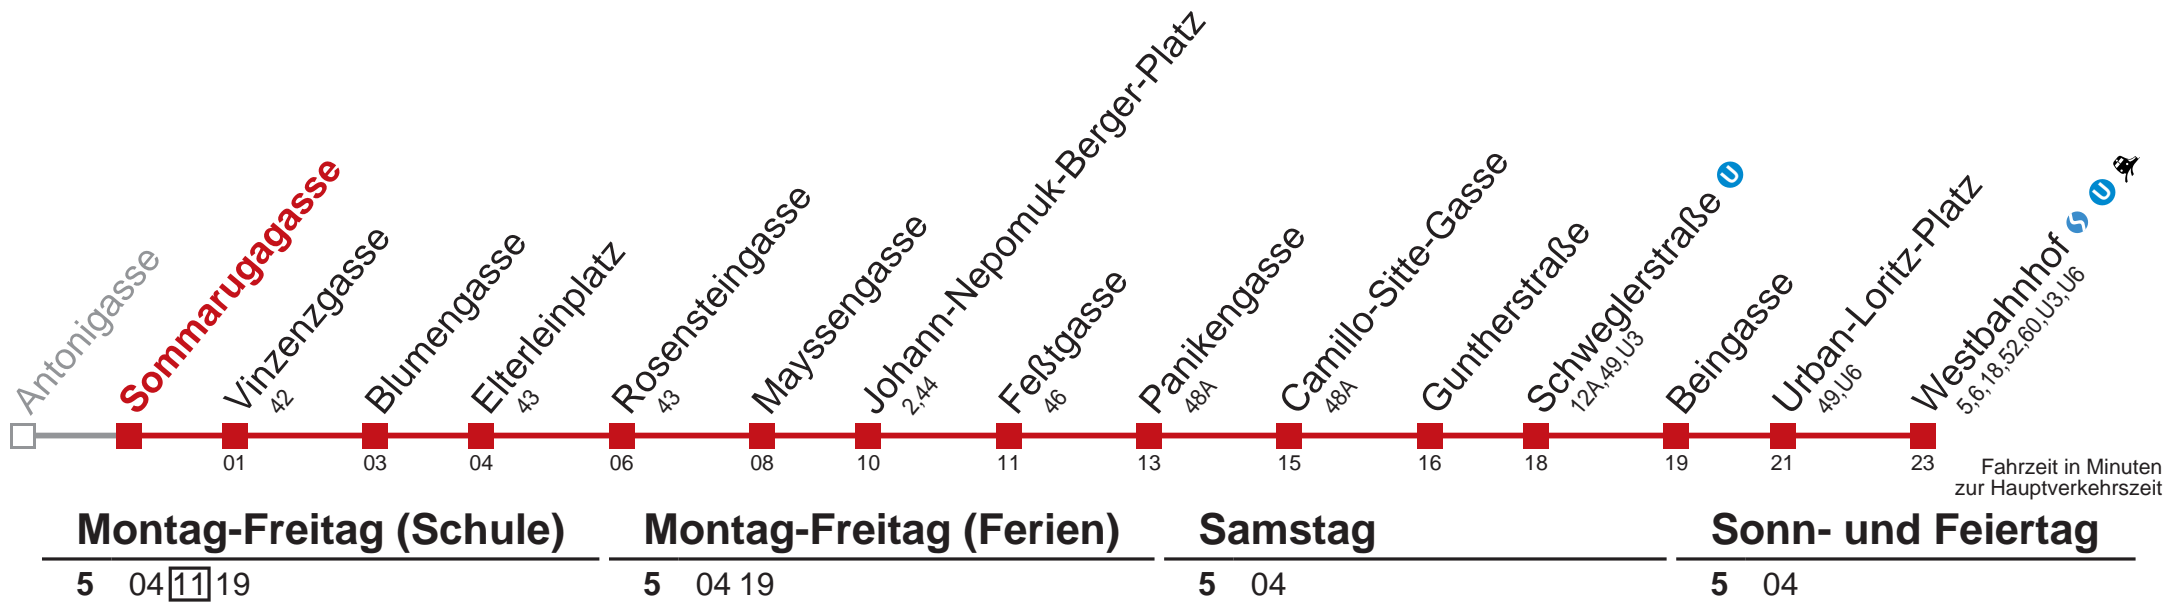 Antonigasse
Sommarugagasse
Vinzenzgasse
42
Blumengasse
Elterleinplatz
43
Rosensteingasse
43
Mayssengasse
Johann-Nepomuk-Berger-Platz
2,44
Feßtgasse
46
Panikengasse
48A
Camillo-Sitte-Gasse
48A
Guntherstraße
Schweglerstraße U
12A,49,U3
Beingasse
Urban-Loritz-Platz
49,U6
Westbahnhof U
5,6,18,52,60,U3,U6
01 03 04 06 08 10 11 13 15 16 18 19 21 23
Fahrzeit in Minuten
zur Hauptverkehrszeit
Montag-Freitag (Schule)
5 04 11 19
Montag-Freitag (Ferien)
5 04 19
Samstag
5 04
Sonn- und Feiertag
5 04